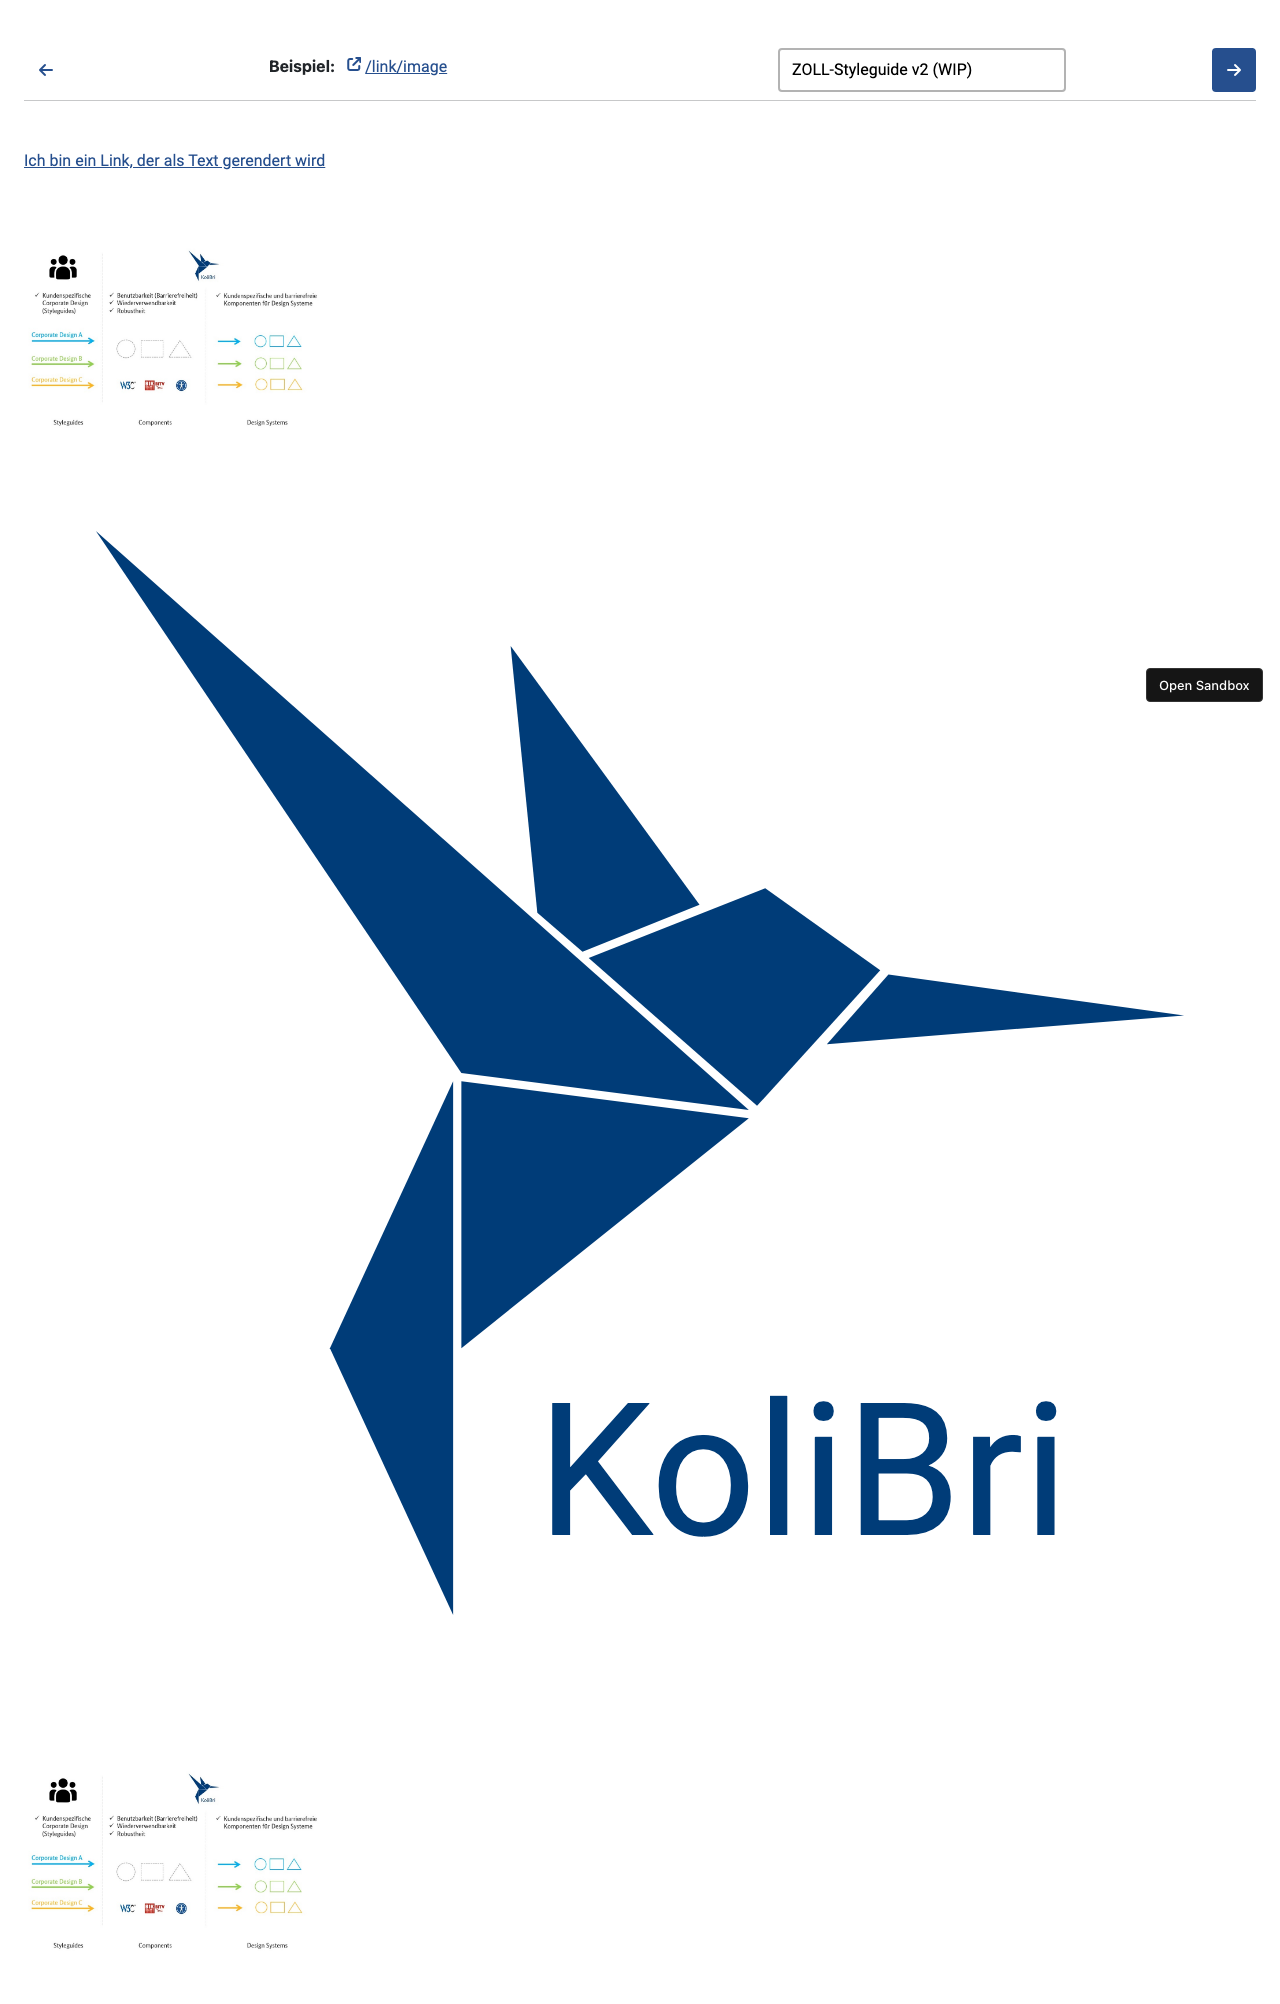 Beispiel: /link/image
ZOLL-Styleguide v2 (WIP)
Ich bin ein Link, der als Text gerendert wird
KoliBri
✓ Kundenspezifische
Corporate Design
(Styleguides)
✓ Benutzbarkeit (Barrierefreiheit)
✓ Wiederverwendbarkeit
✓ Robustheit
✓ Kundenspezifische und barrierefreie
Komponenten für Design Systeme
Corporate Design A
Corporate Design B
Corporate Design C
W3C
BITV
Styleguides
Components
Design Systems
Open Sandbox
KoliBri
KoliBri
✓ Kundenspezifische
Corporate Design
(Styleguides)
✓ Benutzbarkeit (Barrierefreiheit)
✓ Wiederverwendbarkeit
✓ Robustheit
✓ Kundenspezifische und barrierefreie
Komponenten für Design Systeme
Corporate Design A
Corporate Design B
Corporate Design C
W3C
BITV
Styleguides
Components
Design Systems